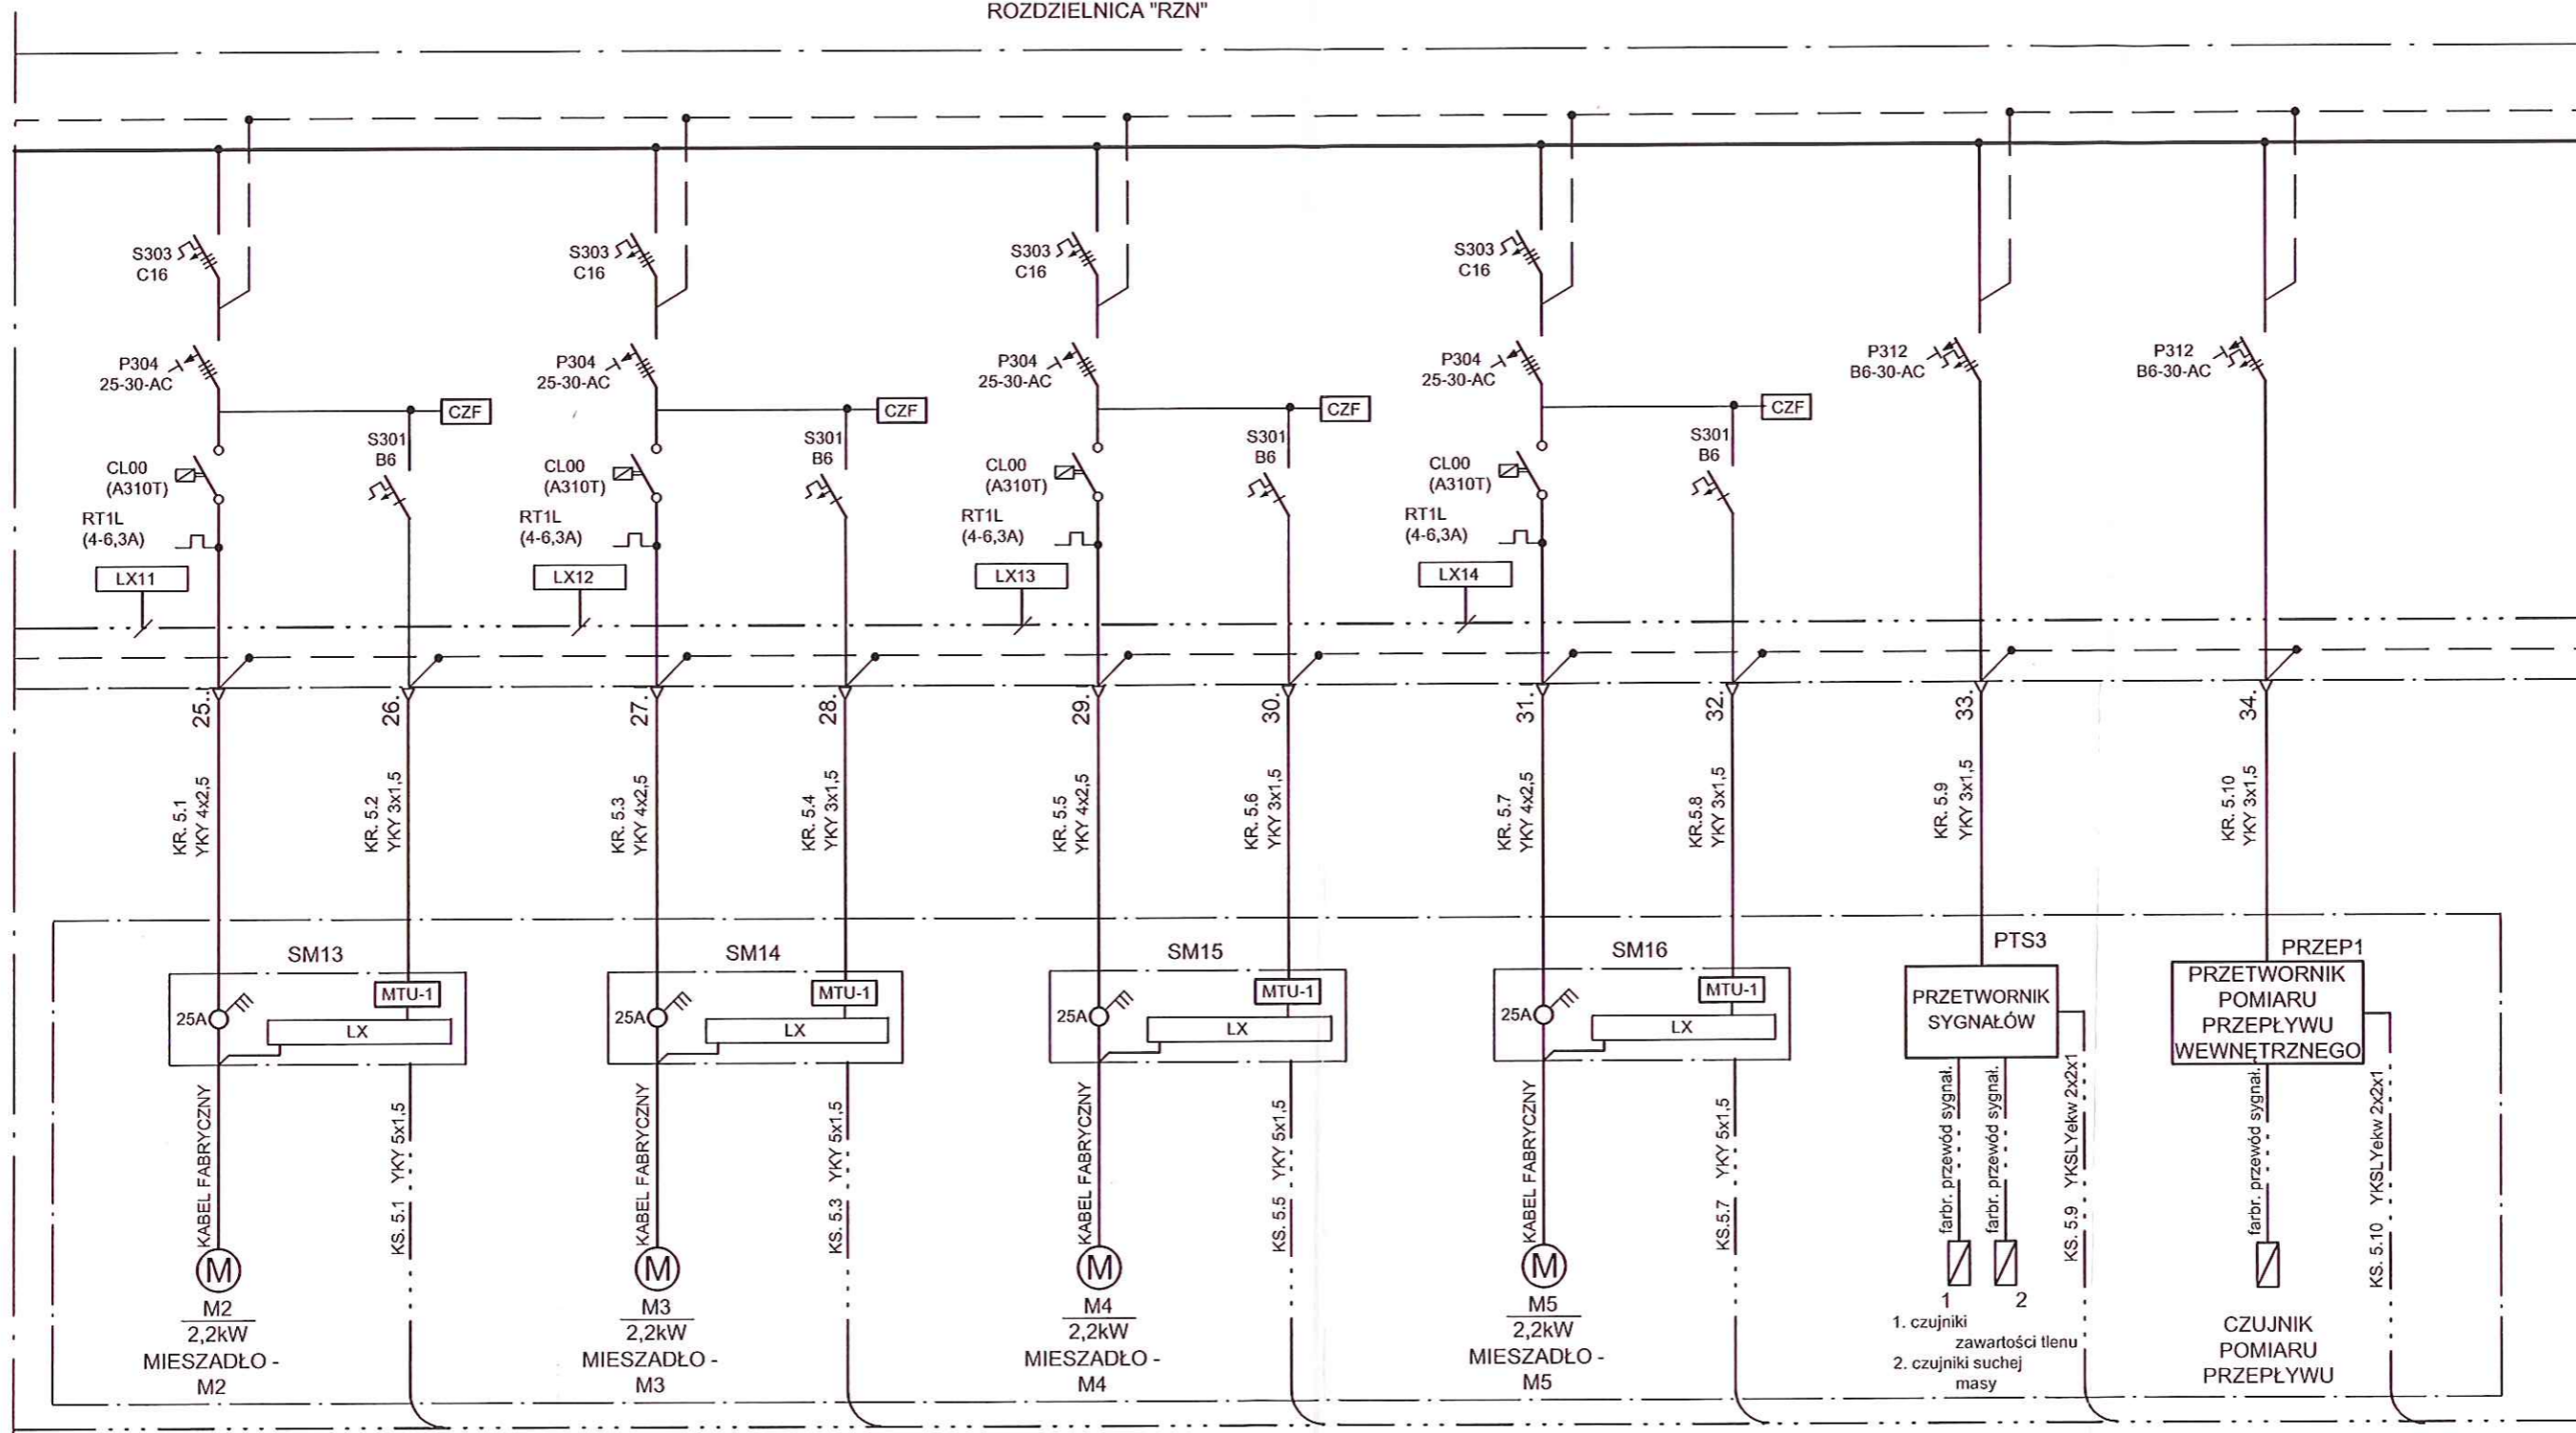 ROZDZIELNICA "RZN"
S303
C16
S303
C16
S303
C16
S303
C16
P304
25-30-AC
P304
25-30-AC
P304
25-30-AC
P304
25-30-AC
P312
B6-30-AC
P312
B6-30-AC
CZF
CZF
CZF
CZF
S301
B6
S301
B6
S301
B6
S301
B6
CL00
(A310T)
CL00
(A310T)
CL00
(A310T)
CL00
(A310T)
RT1L
(4-6,3A)
RT1L
(4-6,3A)
RT1L
(4-6,3A)
RT1L
(4-6,3A)
LX11
LX12
LX13
LX14
25.
26.
27.
28.
29.
30.
31.
32.
33.
34.
KR. 5.1
YKY 4x2,5
KR. 5.2
YKY 3x1,5
KR. 5.3
YKY 4x2,5
KR. 5.4
YKY 3x1,5
KR. 5.5
YKY 4x2,5
KR. 5.6
YKY 3x1,5
KR. 5.7
YKY 4x2,5
KR.5.8
YKY 3x1,5
KR. 5.9
YKY 3x1,5
KR. 5.10
YKY 3x1,5
SM13
MTU-1
25A
LX
SM14
MTU-1
25A
LX
SM15
MTU-1
25A
LX
SM16
MTU-1
25A
LX
PTS3
PRZETWORNIK
SYGNAŁÓW
PRZEP1
PRZETWORNIK
POMIARU
PRZEPŁYWU
WEWNĘTRZNEGO
KABEL FABRYCZNY
KS. 5.1 YKY 5x1,5
KABEL FABRYCZNY
KS. 5.3 YKY 5x1,5
KABEL FABRYCZNY
KS. 5.5 YKY 5x1,5
KABEL FABRYCZNY
KS.5.7 YKY 5x1,5
farbr. przewód sygnał.
farbr. przewód sygnał.
KS. 5.9 YKSLYekw 2x2x1
farbr. przewód sygnał.
KS. 5.10 YKSLYekw 2x2x1
M
M2
2,2kW
MIESZADŁO -
M2
M
M3
2,2kW
MIESZADŁO -
M3
M
M4
2,2kW
MIESZADŁO -
M4
M
M5
2,2kW
MIESZADŁO -
M5
1
2
1. czujniki
zawartości tlenu
2. czujniki suchej
masy
CZUJNIK
POMIARU
PRZEPŁYWU